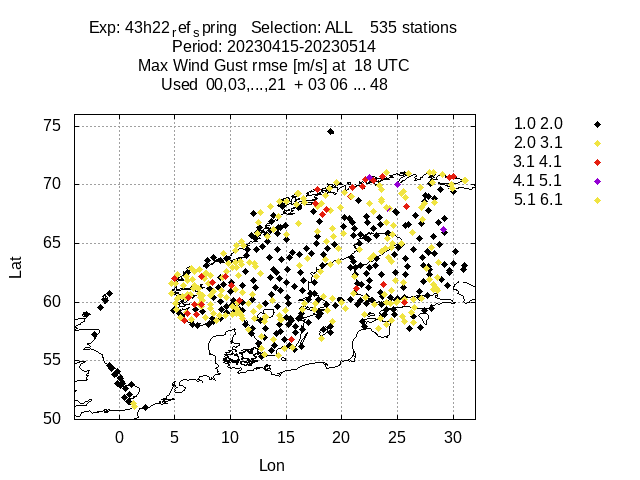 Exp: 43h22ref spring Selection: ALL 535 stations
Period: 20230415-20230514
Max Wind Gust rmse [m/s] at 18 UTC
Used 00,03,...,21 + 03 06 ... 48
75
70
65
60
55
50
0 5 10 15 20 25 30
Lat
Lon
1.0 2.0
2.0 3.1
3.1 4.1
4.1 5.1
5.1 6.1